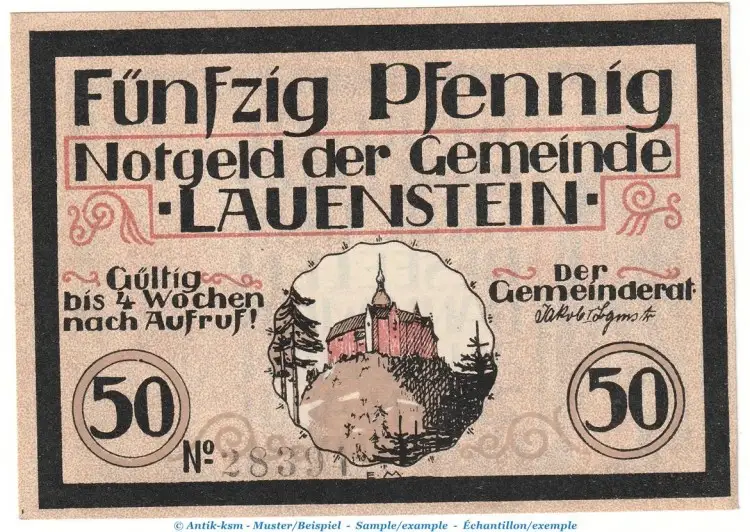 Fünfzig Pfennig
Notgeld der Gemeinde
·LAUENSTEIN·
Gültig
bis 4 Wochen
nach Aufruf!
Der
Gemeinderat
50
50
Nº 28391
E M
© Antik-ksm - Muster/Beispiel - Sample/example - Échantillon/exemple